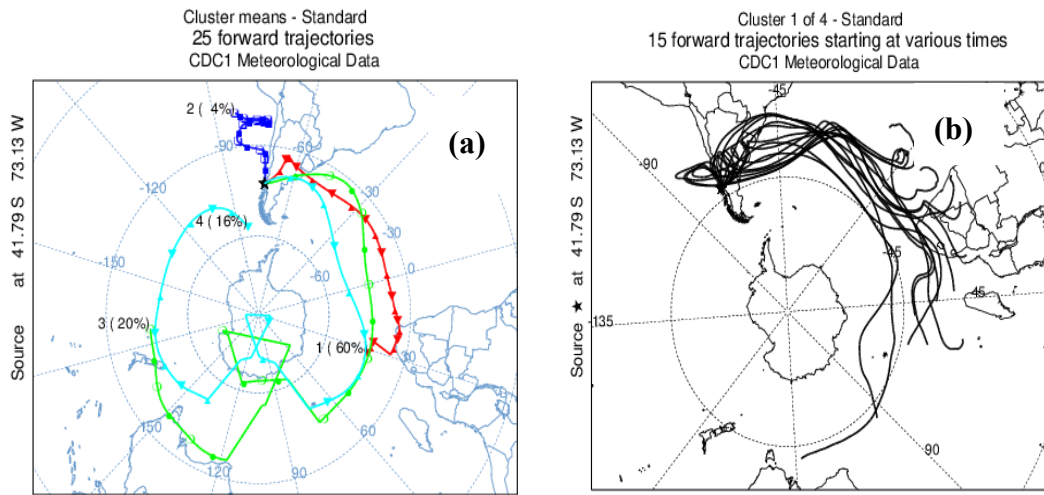 Cluster means - Standard
25 forward trajectories
CDC1 Meteorological Data
Source ★ at 41.779 S 73.13 W
(a)
2 ( 4%)
-60
-90
-30
-120
4 (16%)
-30
-150
-60
0
3 (20%)
1 (60%)
30
150
60
120
90
Cluster 1 of 4 - Standard
15 forward trajectories starting at various times
CDC1 Meteorological Data
Source ★ at 41.779 S 73.13 W
(b)
-45
-90
-45
-45
-135
-90